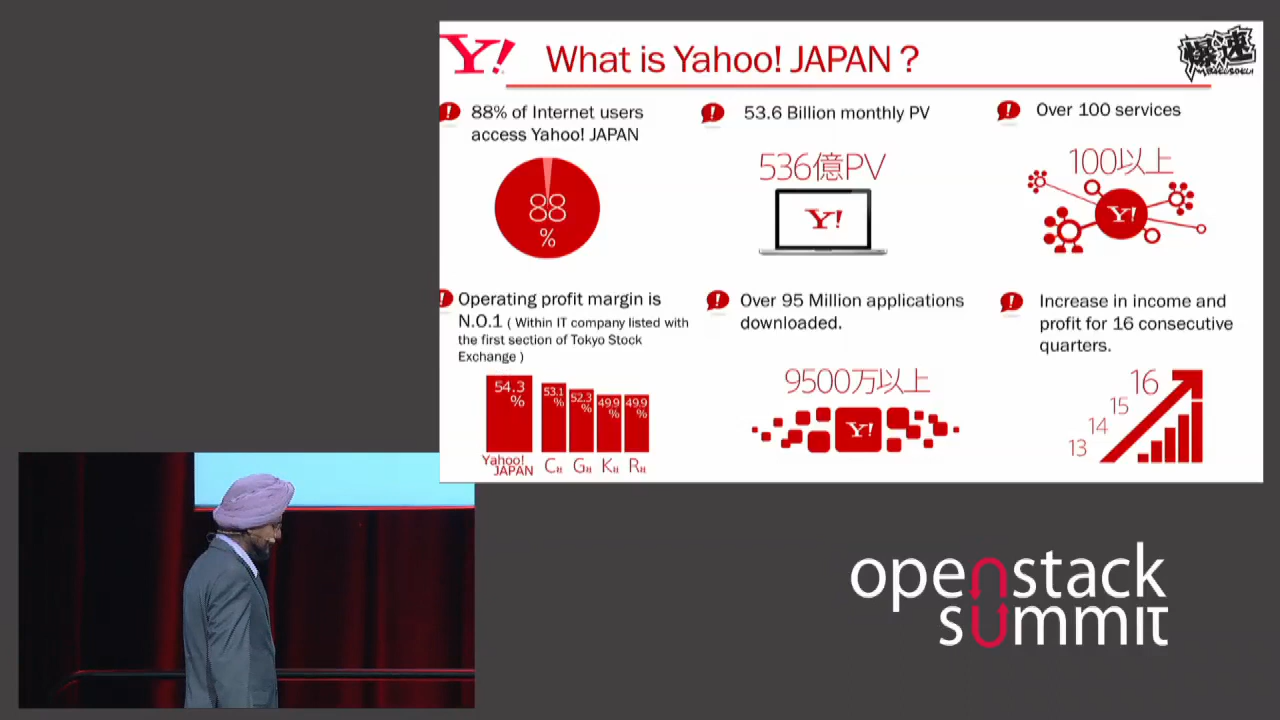 Y!
What is Yahoo! JAPAN ?
爆速
BAKUSOKU
88% of Internet users
access Yahoo! JAPAN
88
%
53.6 Billion monthly PV
536億PV
Y!
Over 100 services
100以上
Y!
Operating profit margin is
N.O.1 ( Within IT company listed with
the first section of Tokyo Stock
Exchange )
54.3
%
53.1
%
52.3
%
49.9
%
49.9
%
Yahoo!
JAPAN
C社 G社 K社 R社
Over 95 Million applications
downloaded.
9500万以上
Y!
Increase in income and
profit for 16 consecutive
quarters.
16
15
14
13
openstack
summit